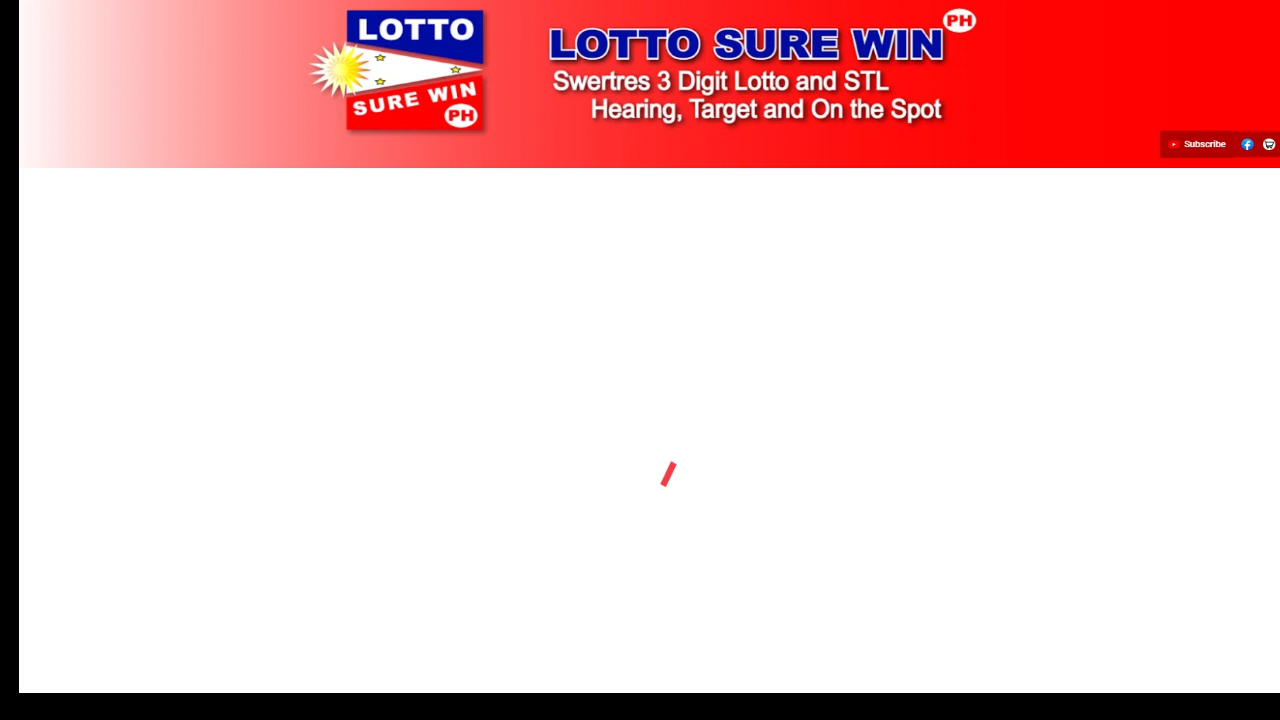 LOTTO
SURE WIN
PH
LOTTO SURE WIN PH
Swertres 3 Digit Lotto and STL
Hearing, Target and On the Spot
Subscribe